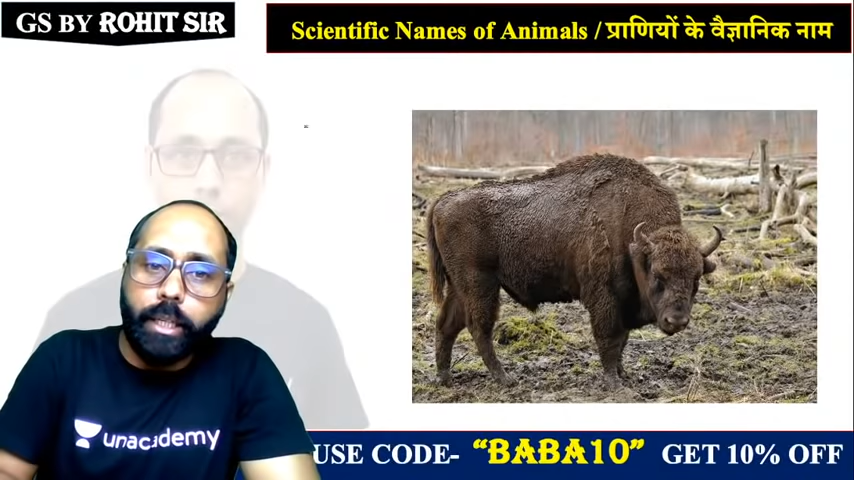 GS BY ROHIT SIR
Scientific Names of Animals / प्राणियों के वैज्ञानिक नाम
unacademy
USE CODE- “BABA10” GET 10% OFF